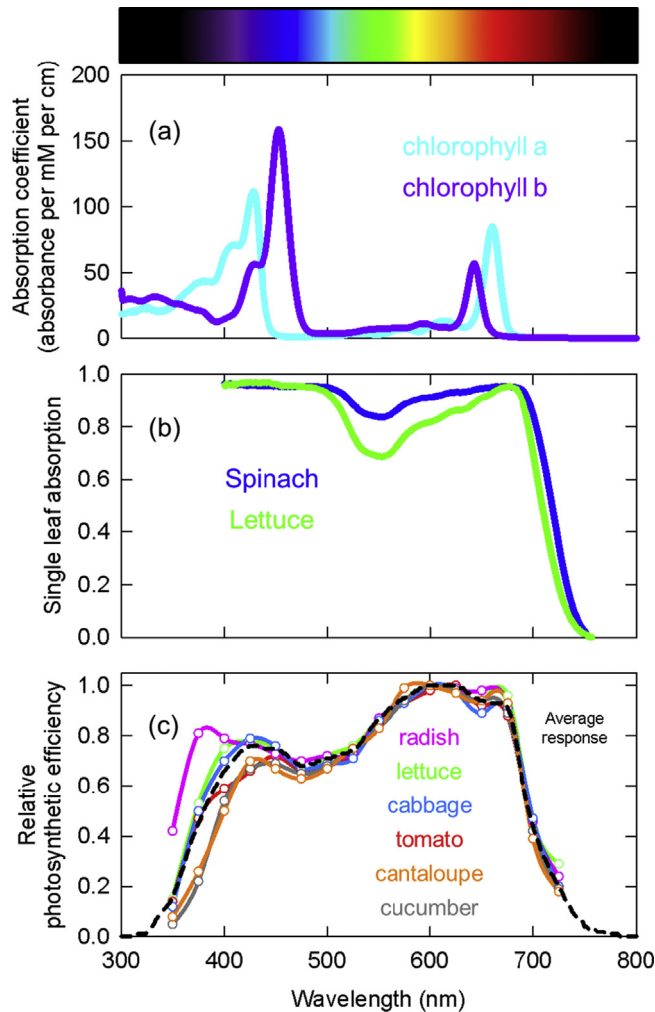 200
150
100
50
0
Absorption coefficient
(absorbance per mM per cm)
(a)
chlorophyll a
chlorophyll b
1.0
0.8
0.6
0.4
0.2
0.0
Single leaf absorption
(b)
Spinach
Lettuce
1.0
0.8
0.6
0.4
0.2
0.0
Relative
photosynthetic efficiency
(c)
Average
response
radish
lettuce
cabbage
tomato
cantaloupe
cucumber
300 400 500 600 700 800
Wavelength (nm)